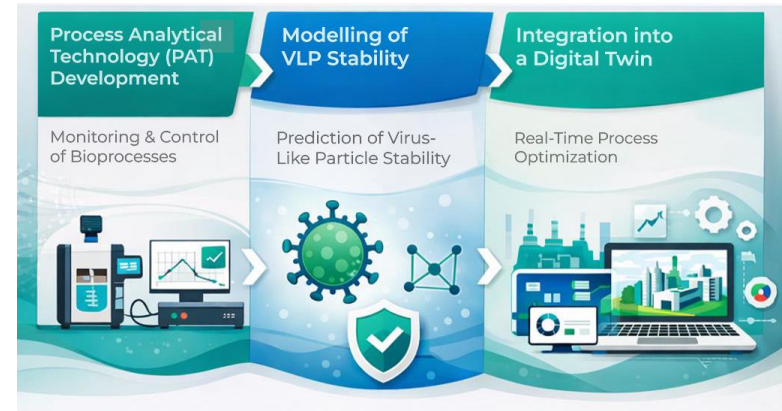 Process Analytical
Technology (PAT)
Development
Monitoring & Control
of Bioprocesses
Modelling of
VLP Stability
Prediction of Virus-
Like Particle Stability
Integration into
a Digital Twin
Real-Time Process
Optimization